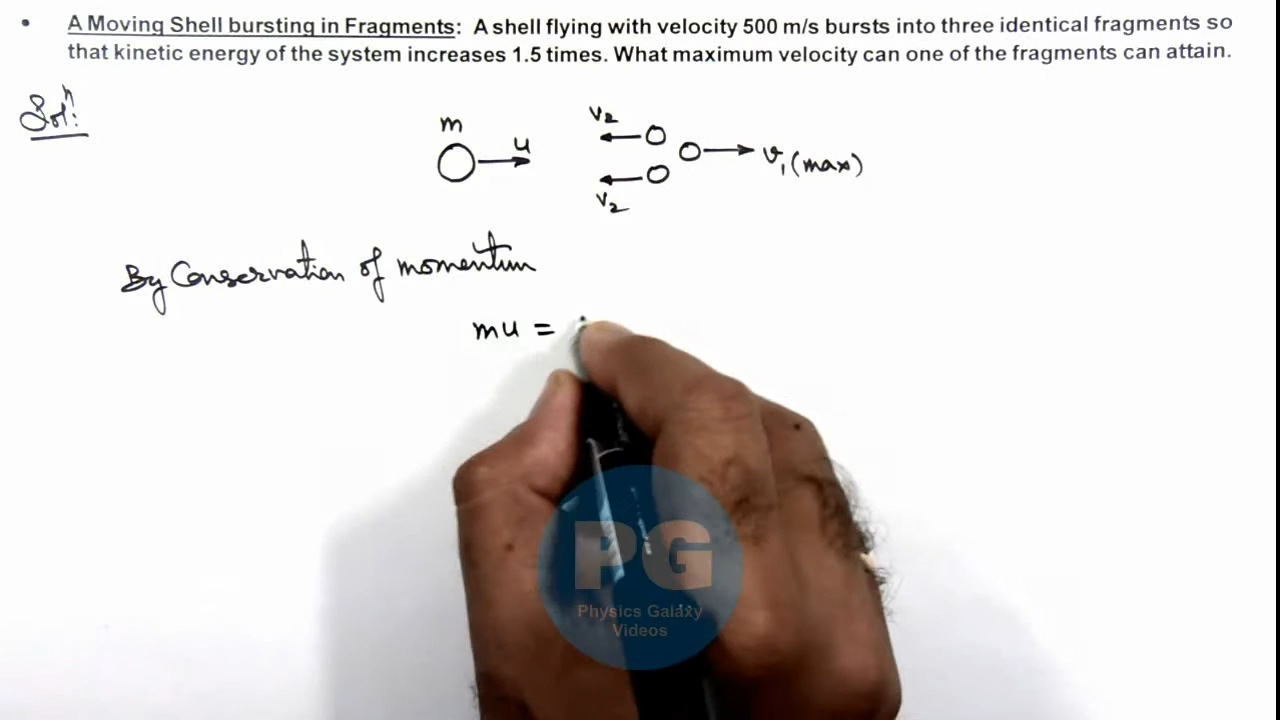 • A Moving Shell bursting in Fragments: A shell flying with velocity 500 m/s bursts into three identical fragments so
that kinetic energy of the system increases 1.5 times. What maximum velocity can one of the fragments can attain.
Solⁿ:
m
u
v₂
v₁(max)
v₂
By Conservation of momentum
mu =
PG
Physics Galaxy
Videos